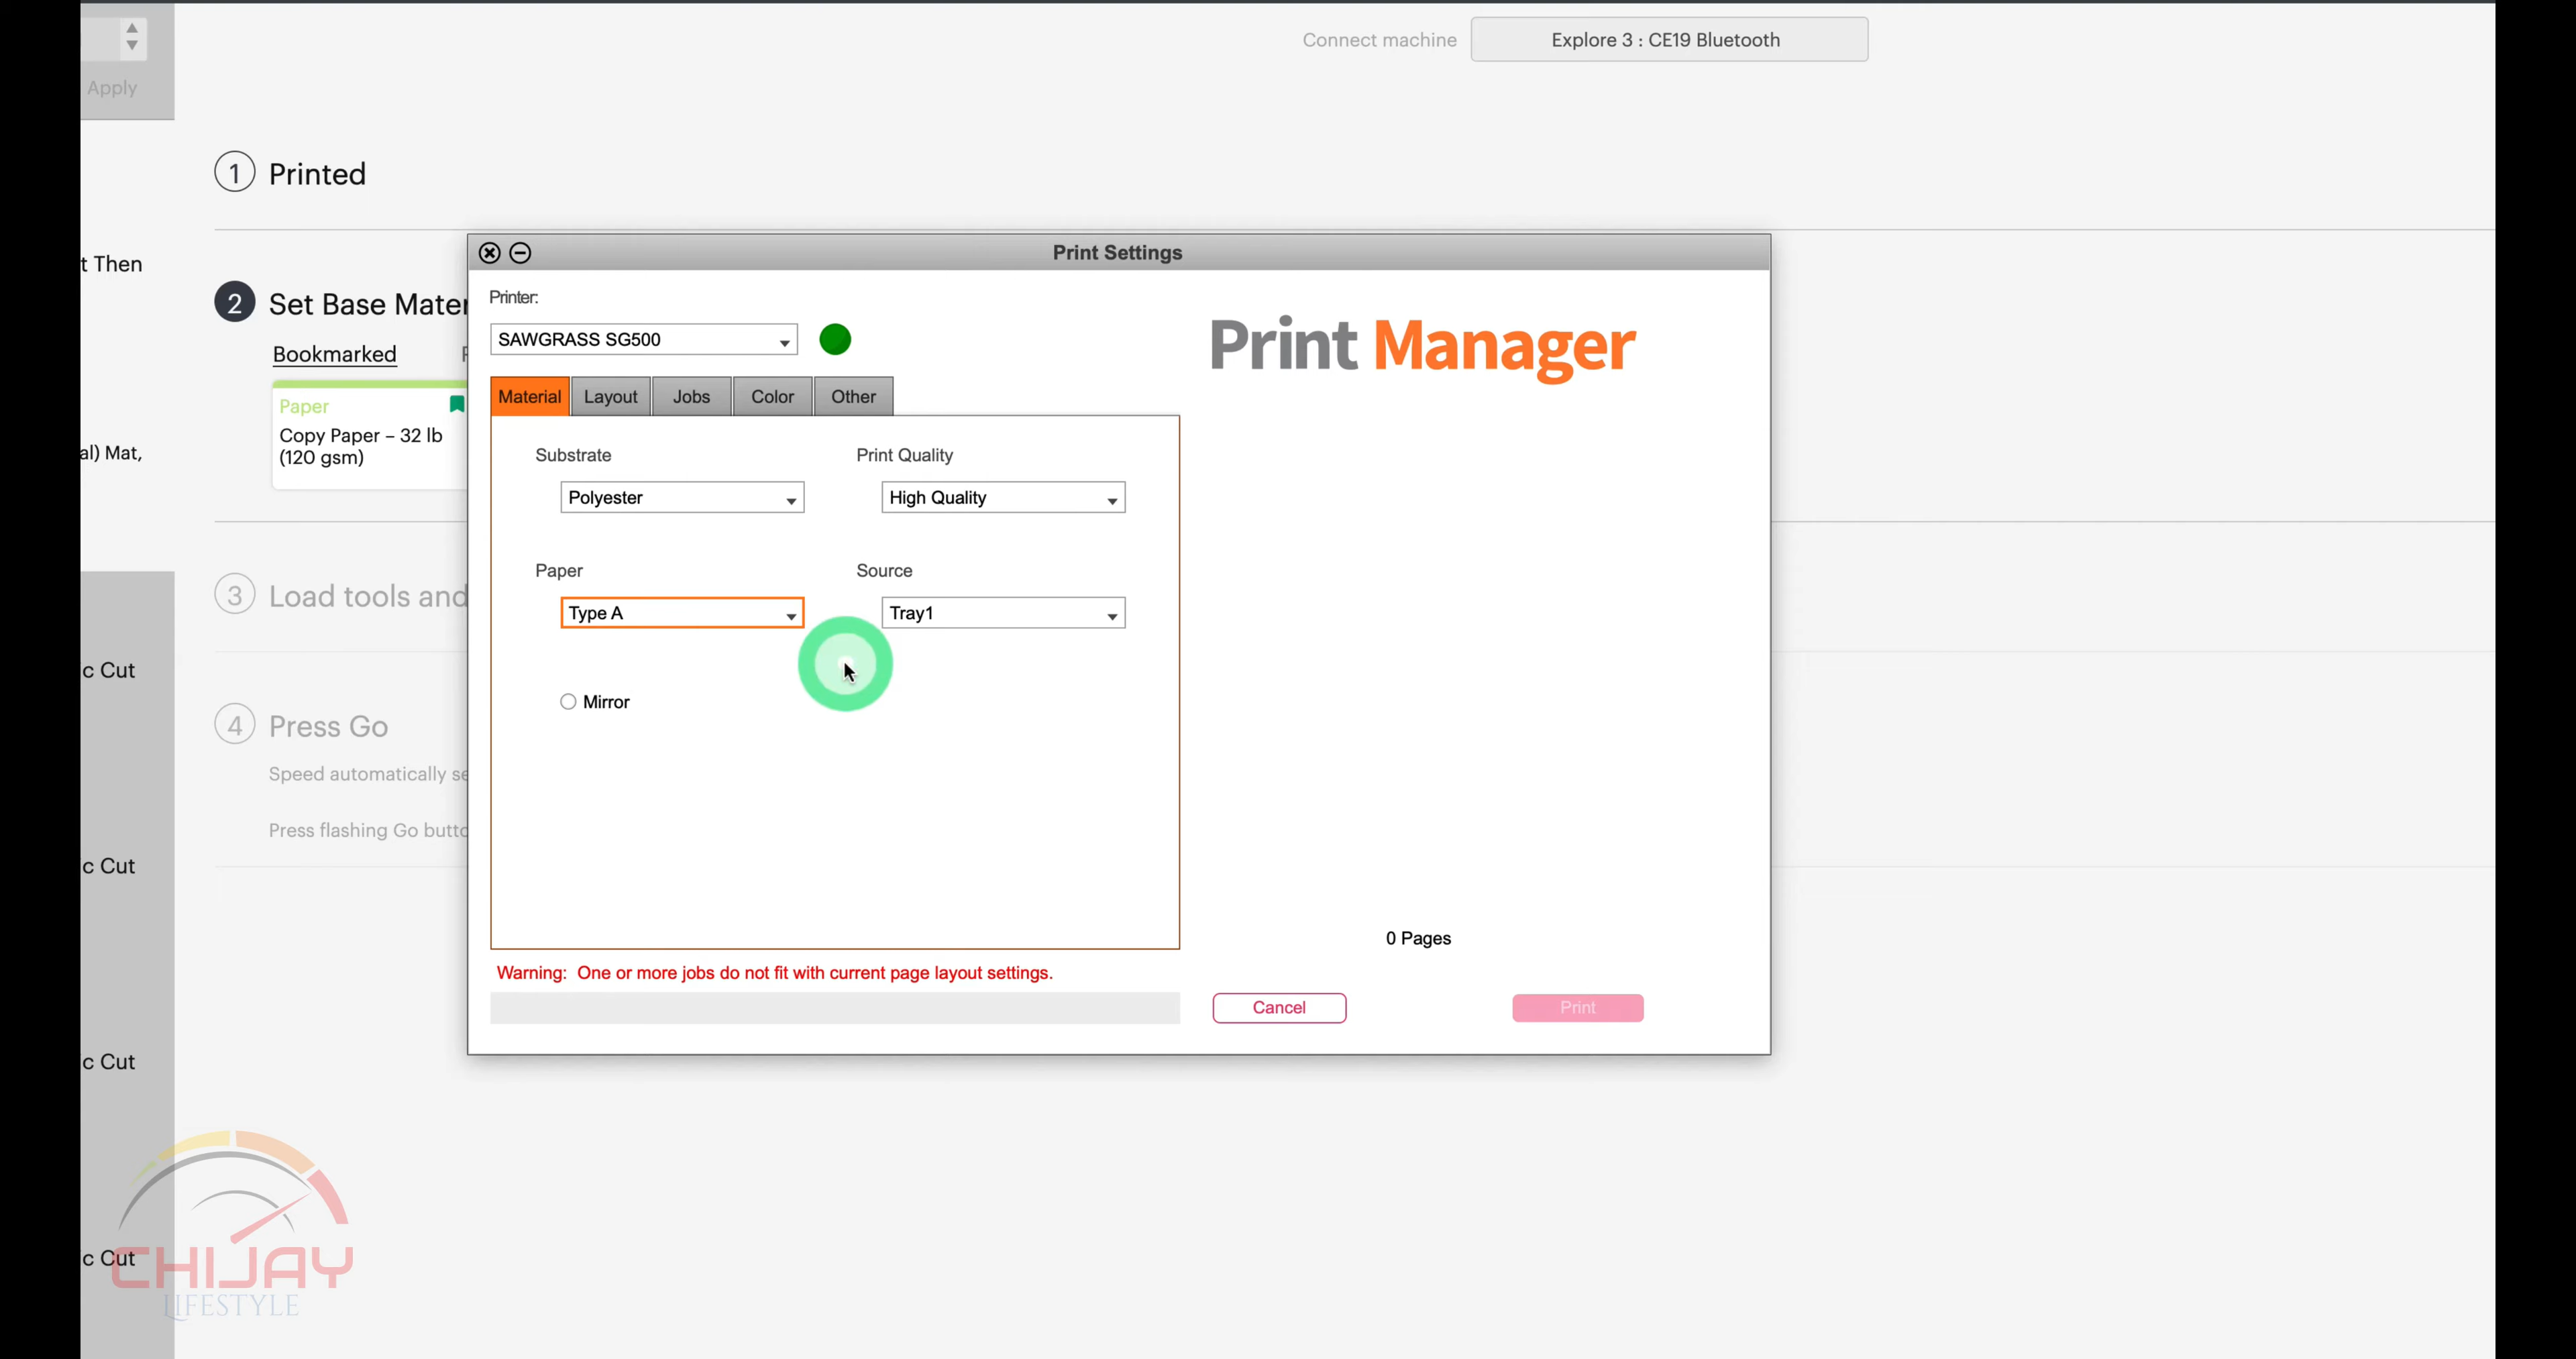 Apply
Connect machine
Explore 3 : CE19 Bluetooth
1 Printed
t Then
2 Set Base Mater
Bookmarked
Paper
Copy Paper – 32 lb
(120 gsm)
al) Mat,
3 Load tools and
c Cut
4 Press Go
Speed automatically se
Press flashing Go butto
c Cut
c Cut
c Cut
Print Settings
Printer:
SAWGRASS SG500
Print Manager
Material Layout Jobs Color Other
Substrate Print Quality
Polyester High Quality
Paper Source
Type A Tray1
Mirror
0 Pages
Warning: One or more jobs do not fit with current page layout settings.
Cancel Print
CHIJAY
LIFESTYLE